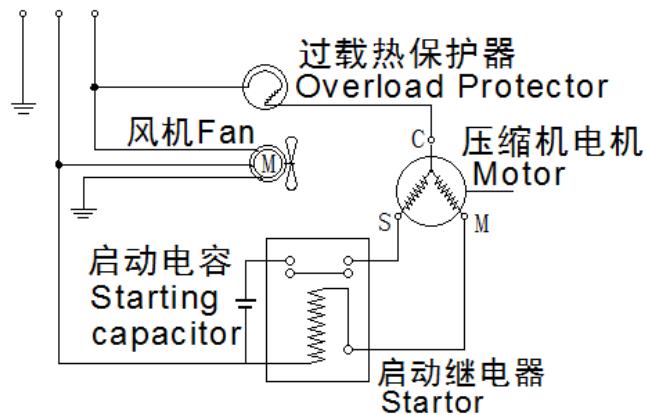 过载热保护器
Overload Protector
风机Fan
M
C
压缩机电机
Motor
S
M
启动电容
Starting
capacitor
启动继电器
Startor